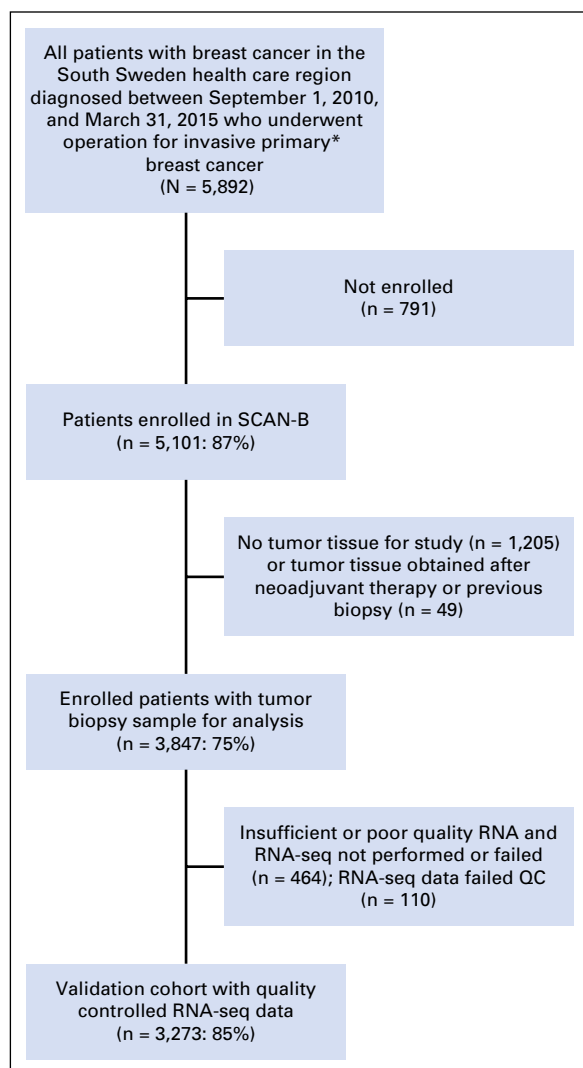 All patients with breast cancer in the
South Sweden health care region
diagnosed between September 1, 2010,
and March 31, 2015 who underwent
operation for invasive primary*
breast cancer
(N = 5,892)
Not enrolled
(n = 791)
Patients enrolled in SCAN-B
(n = 5,101: 87%)
No tumor tissue for study (n = 1,205)
or tumor tissue obtained after
neoadjuvant therapy or previous
biopsy (n = 49)
Enrolled patients with tumor
biopsy sample for analysis
(n = 3,847: 75%)
Insufficient or poor quality RNA and
RNA-seq not performed or failed
(n = 464); RNA-seq data failed QC
(n = 110)
Validation cohort with quality
controlled RNA-seq data
(n = 3,273: 85%)